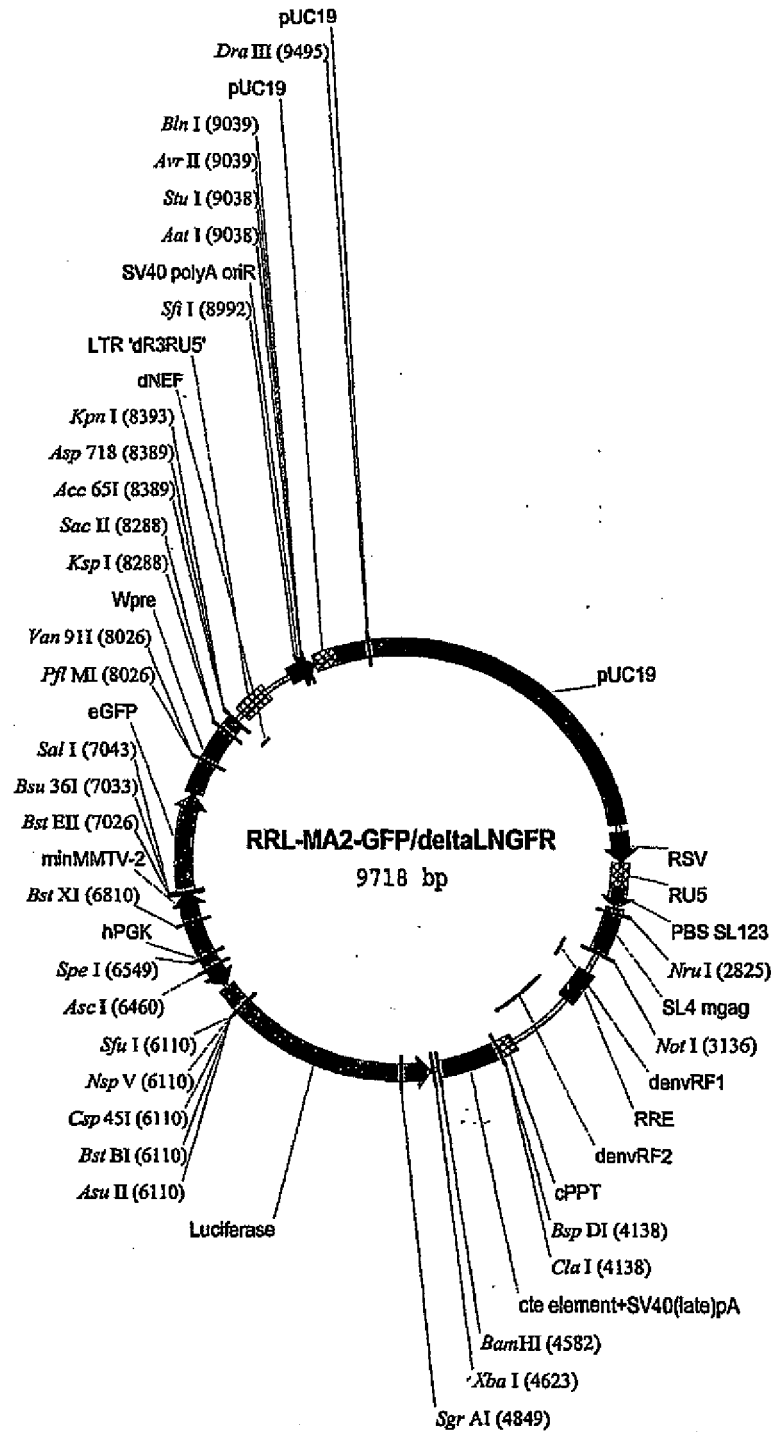 pUC19
Dra III (9495)
pUC19
Bln I (9039)
Avr II (9039)
Stu I (9038)
Aat I (9038)
SV40 polyA oriR
Sfi I (8992)
LTR 'dR3RU5'
dNEF
Kpn I (8393)
Asp 718 (8389)
Acc 65I (8389)
Sac II (8288)
Ksp I (8288)
Wpre
Van 91I (8026)
Pfl MI (8026)
eGFP
Sal I (7043)
Bsu 36I (7033)
Bst EII (7026)
minMMTV-2
Bst XI (6810)
hPGK
Spe I (6549)
Asc I (6460)
Sfu I (6110)
Nsp V (6110)
Csp 45I (6110)
Bst BI (6110)
Asu II (6110)
Luciferase
RRL-MA2-GFP/deltaLNGFR
9718 bp
pUC19
RSV
RU5
PBS SL123
Nru I (2825)
SL4 mgag
Not I (3136)
denvRF1
RRE
denvRF2
cPPT
Bsp DI (4138)
Cla I (4138)
cte element+SV40(late)pA
BamHI (4582)
Xba I (4623)
Sgr AI (4849)